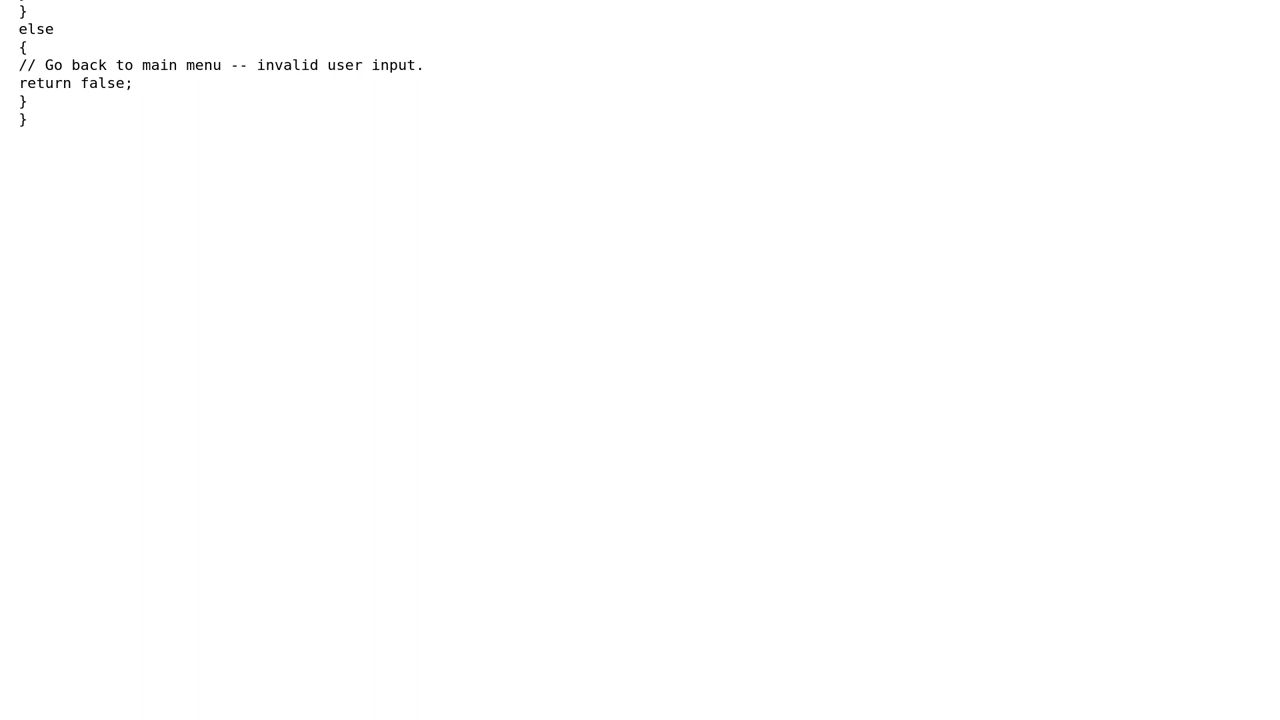 }
else
{
// Go back to main menu -- invalid user input.
return false;
}
}